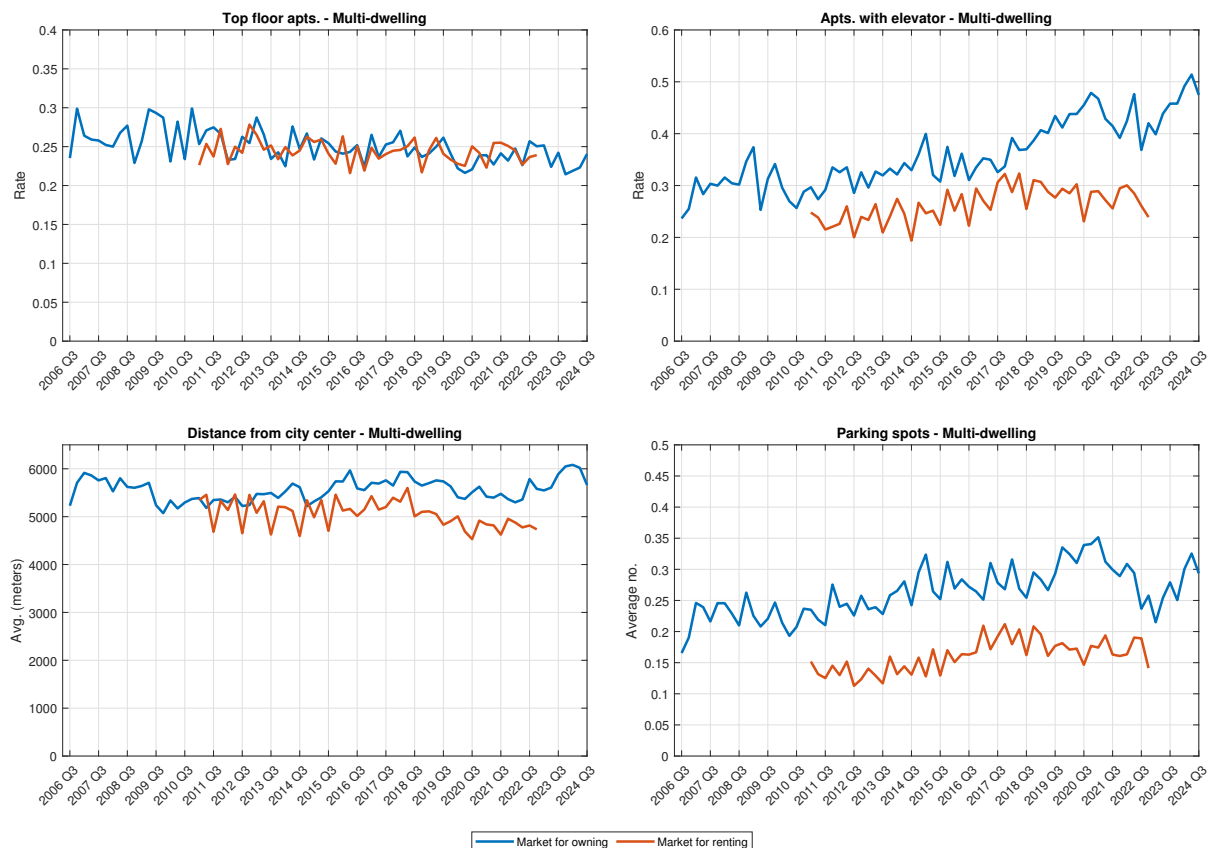 Top floor apts. - Multi-dwelling
0.4
0.35
0.3
0.25
0.2
0.15
0.1
0.05
0
Rate
2006 Q3
2007 Q3
2008 Q3
2009 Q3
2010 Q3
2011 Q3
2012 Q3
2013 Q3
2014 Q3
2015 Q3
2016 Q3
2017 Q3
2018 Q3
2019 Q3
2020 Q3
2021 Q3
2022 Q3
2023 Q3
2024 Q3
Apts. with elevator - Multi-dwelling
0.6
0.5
0.4
0.3
0.2
0.1
0
Rate
2006 Q3
2007 Q3
2008 Q3
2009 Q3
2010 Q3
2011 Q3
2012 Q3
2013 Q3
2014 Q3
2015 Q3
2016 Q3
2017 Q3
2018 Q3
2019 Q3
2020 Q3
2021 Q3
2022 Q3
2023 Q3
2024 Q3
Distance from city center - Multi-dwelling
6000
5000
4000
3000
2000
1000
0
Avg. (meters)
2006 Q3
2007 Q3
2008 Q3
2009 Q3
2010 Q3
2011 Q3
2012 Q3
2013 Q3
2014 Q3
2015 Q3
2016 Q3
2017 Q3
2018 Q3
2019 Q3
2020 Q3
2021 Q3
2022 Q3
2023 Q3
2024 Q3
Parking spots - Multi-dwelling
0.5
0.45
0.4
0.35
0.3
0.25
0.2
0.15
0.1
0.05
0
Average no.
2006 Q3
2007 Q3
2008 Q3
2009 Q3
2010 Q3
2011 Q3
2012 Q3
2013 Q3
2014 Q3
2015 Q3
2016 Q3
2017 Q3
2018 Q3
2019 Q3
2020 Q3
2021 Q3
2022 Q3
2023 Q3
2024 Q3
Market for owning Market for renting